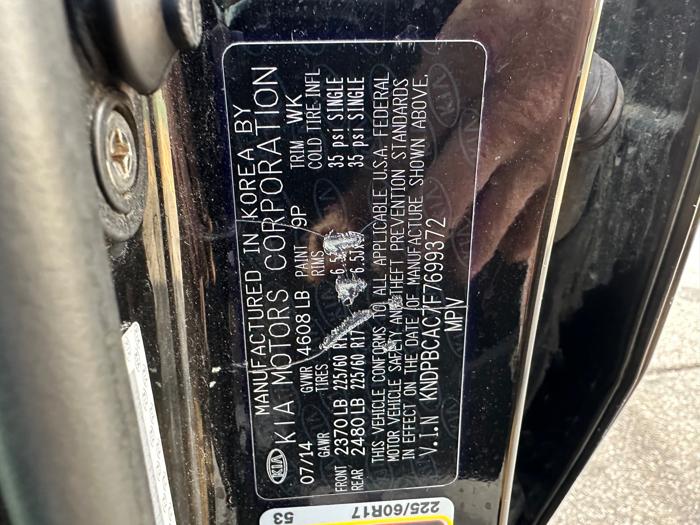 MANUFACTURED IN KOREA BY
KIA KIA MOTORS CORPORATION
07/14 GVWR 4608 LB PAINT 9P TRIM WK
GAWR TIRES RIMS COLD TIRE INFL
FRONT 2370 LB 225/60 R17 35 psi SINGLE
REAR 2480 LB 225/60 R17 35 psi SINGLE
THIS VEHICLE CONFORMS TO ALL APPLICABLE U.S.A. FEDERAL
MOTOR VEHICLE SAFETY AND THEFT PREVENTION STANDARDS
IN EFFECT ON THE DATE OF MANUFACTURE SHOWN ABOVE.
V.I.N KNDPBCAC7F7699372
MPV
225/60R17
53